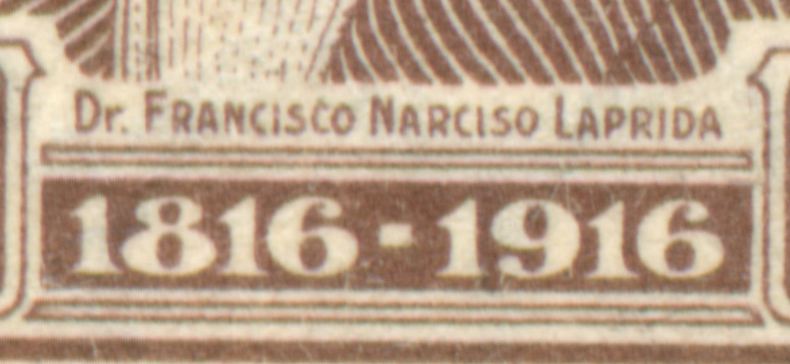 Dr. FRANCISCO NARCISO LAPRIDA
1816-1916